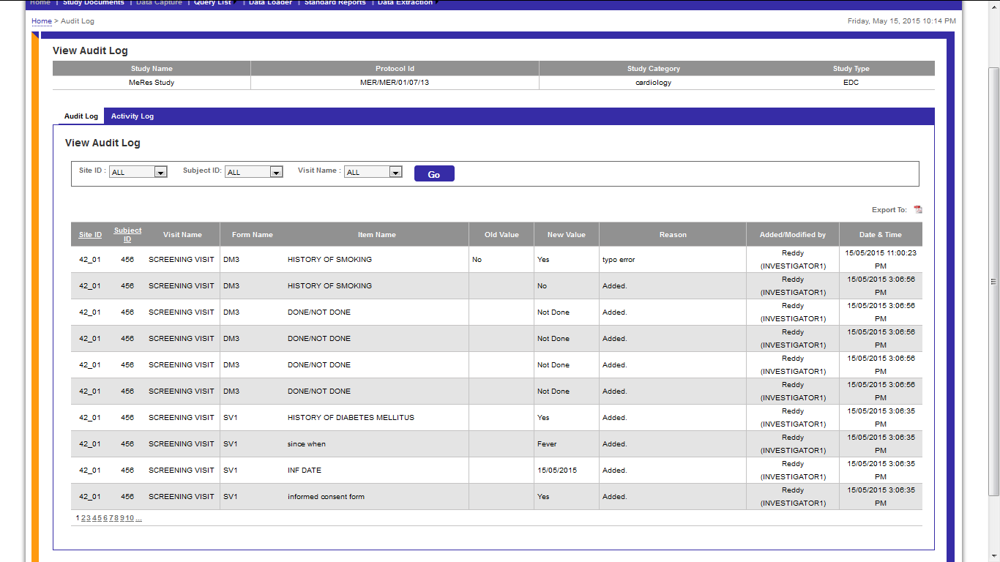 Home | Study Documents | Data Capture | Query List | Data Loader | Standard Reports | Data Extraction
Home > Audit Log Friday, May 15, 2015 10:14 PM
View Audit Log
Study Name Protocol Id Study Category Study Type
MeRes Study MER/MER/01/07/13 cardiology EDC
Audit Log Activity Log
View Audit Log
Site ID : ALL Subject ID: ALL Visit Name : ALL Go
Export To:
Site ID Subject ID Visit Name Form Name Item Name Old Value New Value Reason Added/Modified by Date & Time
42_01 456 SCREENING VISIT DM3 HISTORY OF SMOKING No Yes typo error Reddy (INVESTIGATOR1) 15/05/2015 11:00:23 PM
42_01 456 SCREENING VISIT DM3 HISTORY OF SMOKING No Added. Reddy (INVESTIGATOR1) 15/05/2015 3:06:56 PM
42_01 456 SCREENING VISIT DM3 DONE/NOT DONE Not Done Added. Reddy (INVESTIGATOR1) 15/05/2015 3:06:56 PM
42_01 456 SCREENING VISIT DM3 DONE/NOT DONE Not Done Added. Reddy (INVESTIGATOR1) 15/05/2015 3:06:56 PM
42_01 456 SCREENING VISIT DM3 DONE/NOT DONE Not Done Added. Reddy (INVESTIGATOR1) 15/05/2015 3:06:56 PM
42_01 456 SCREENING VISIT DM3 DONE/NOT DONE Not Done Added. Reddy (INVESTIGATOR1) 15/05/2015 3:06:56 PM
42_01 456 SCREENING VISIT SV1 HISTORY OF DIABETES MELLITUS Yes Added. Reddy (INVESTIGATOR1) 15/05/2015 3:06:35 PM
42_01 456 SCREENING VISIT SV1 since when Fever Added. Reddy (INVESTIGATOR1) 15/05/2015 3:06:35 PM
42_01 456 SCREENING VISIT SV1 INF DATE 15/05/2015 Added. Reddy (INVESTIGATOR1) 15/05/2015 3:06:35 PM
42_01 456 SCREENING VISIT SV1 informed consent form Yes Added. Reddy (INVESTIGATOR1) 15/05/2015 3:06:35 PM
1 2 3 4 5 6 7 8 9 10 ...